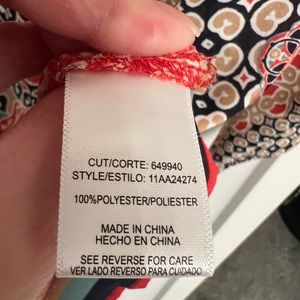 CUT/CORTE: 649940
STYLE/ESTILO: 11AA24274
100%POLYESTER/POLIESTER
MADE IN CHINA
HECHO EN CHINA
SEE REVERSE FOR CARE
VER LADO REVERSO PARA CUIDADO